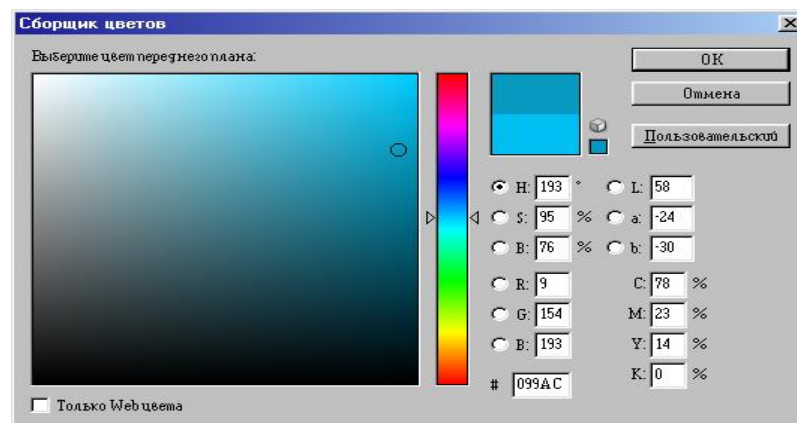 Сборщик цветов
Выберите цвет переднего плана:
OK
Отмена
Пользовательский
H: 193 °
S: 95 %
B: 76 %
R: 9
G: 154
B: 193
# 099AC
L: 58
a: -24
b: -30
C: 78 %
M: 23 %
Y: 14 %
K: 0 %
Только Web цвета